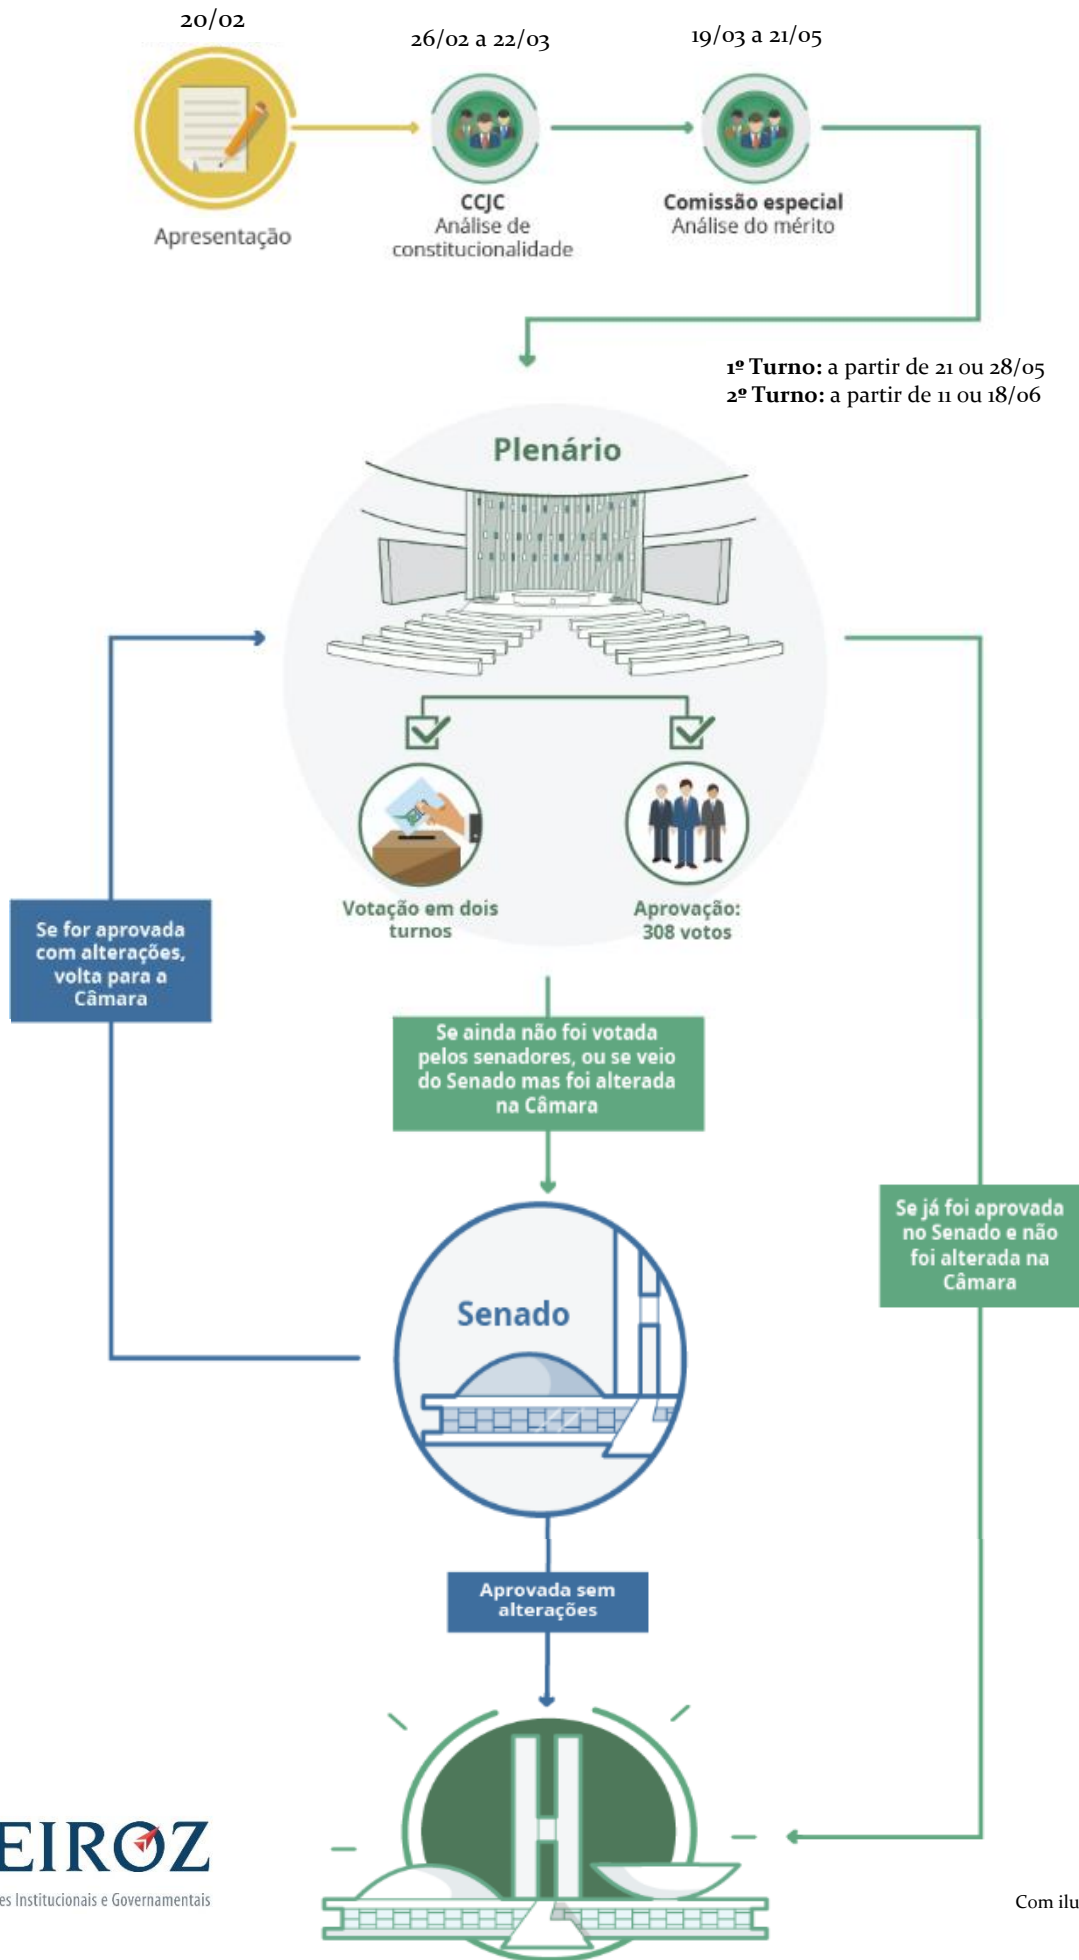 20/02
26/02 a 22/03
19/03 a 21/05
Apresentação
CCJC
Análise de
constitucionalidade
Comissão especial
Análise do mérito
1º Turno: a partir de 21 ou 28/05
2º Turno: a partir de 11 ou 18/06
Plenário
Votação em dois
turnos
Aprovação:
308 votos
Se for aprovada
com alterações,
volta para a
Câmara
Se ainda não foi votada
pelos senadores, ou se veio
do Senado mas foi alterada
na Câmara
Se já foi aprovada
no Senado e não
foi alterada na
Câmara
Senado
Aprovada sem
alterações
EIROZ
es Institucionais e Governamentais
Com ilu